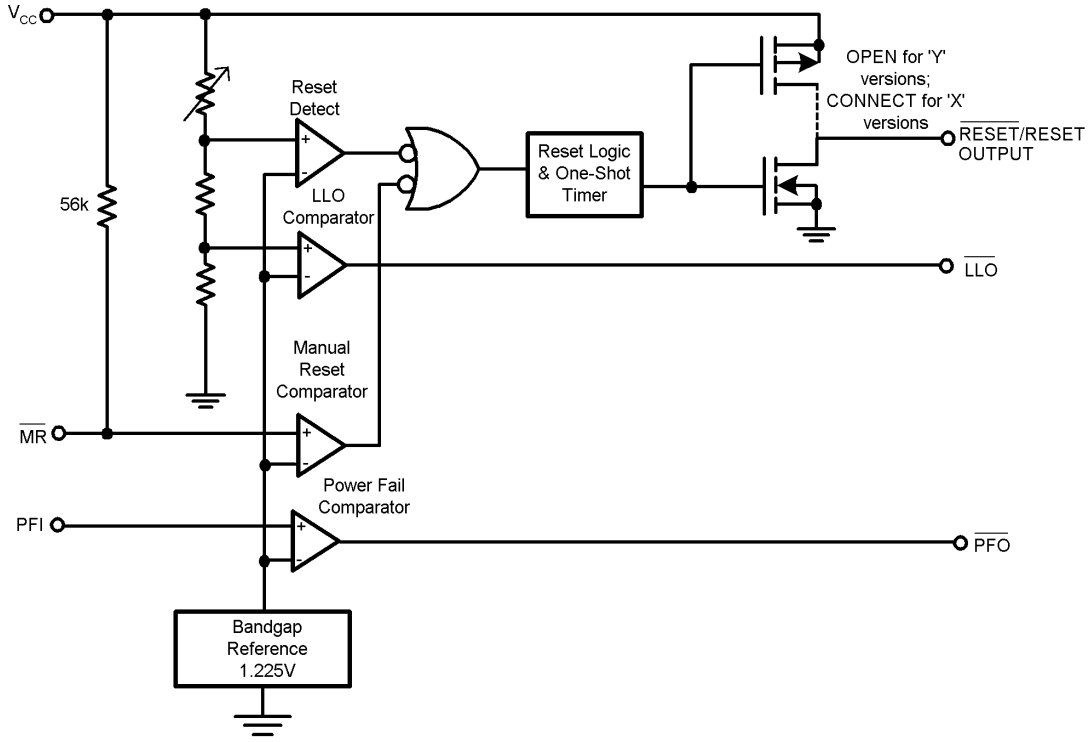 VCC
Reset
Detect
+
-
LLO
Comparator
+
-
56k
Reset Logic
& One-Shot
Timer
OPEN for 'Y'
versions;
CONNECT for 'X'
versions
RESET/RESET
OUTPUT
LLO
Manual
Reset
Comparator
MR
+
-
Power Fail
Comparator
PFI
+
-
PFO
Bandgap
Reference
1.225V